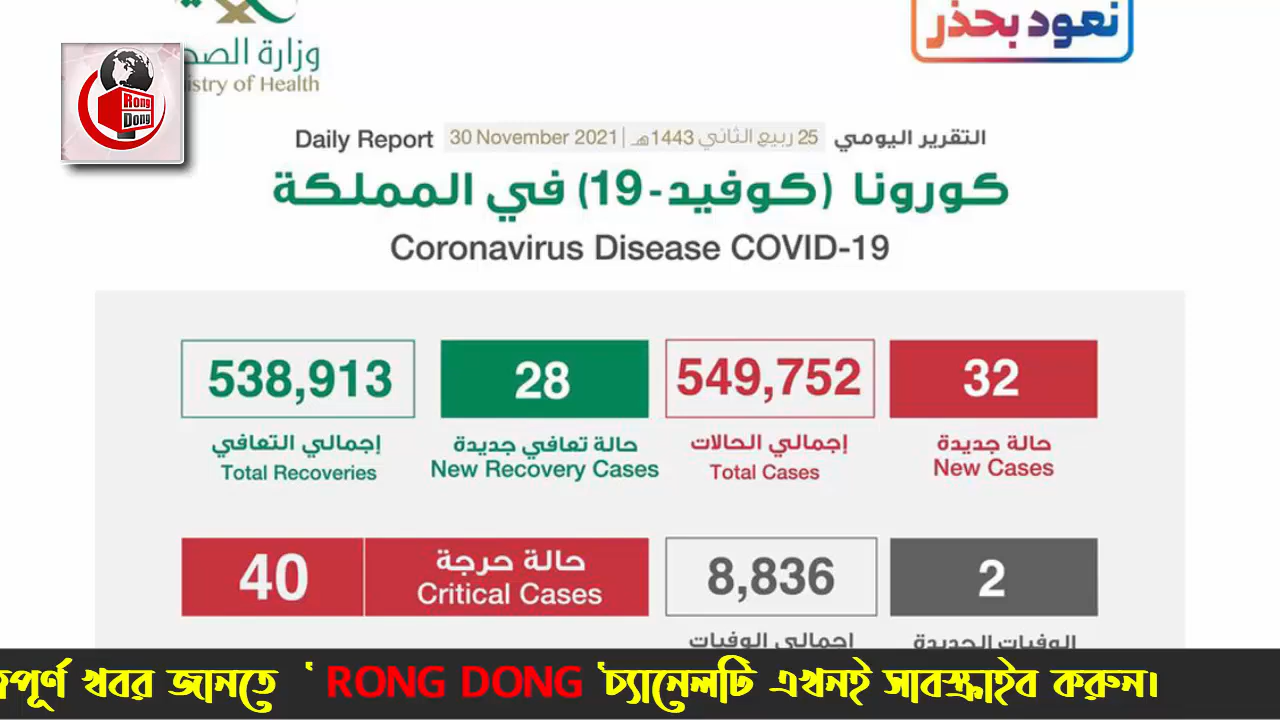 نعود بحذر
وزارة الصح
istry of Health
Rong
Dong
Daily Report 30 November 2021 | 25 ربيع الثاني 1443هـ التقرير اليومي
كورونا (كوفيد-19) في المملكة
Coronavirus Disease COVID-19
538,913 28 549,752 32
إجمالي التعافي حالة تعافي جديدة إجمالي الحالات حالة جديدة
Total Recoveries New Recovery Cases Total Cases New Cases
40 حالة حرجة 8,836 2
Critical Cases
إجمالي الوفيات الوفيات الجديدة
পূর্ণ খবর জানতে ' RONG DONG 'চ্যানেলটি এখনই সাবস্ক্রাইব করুন।